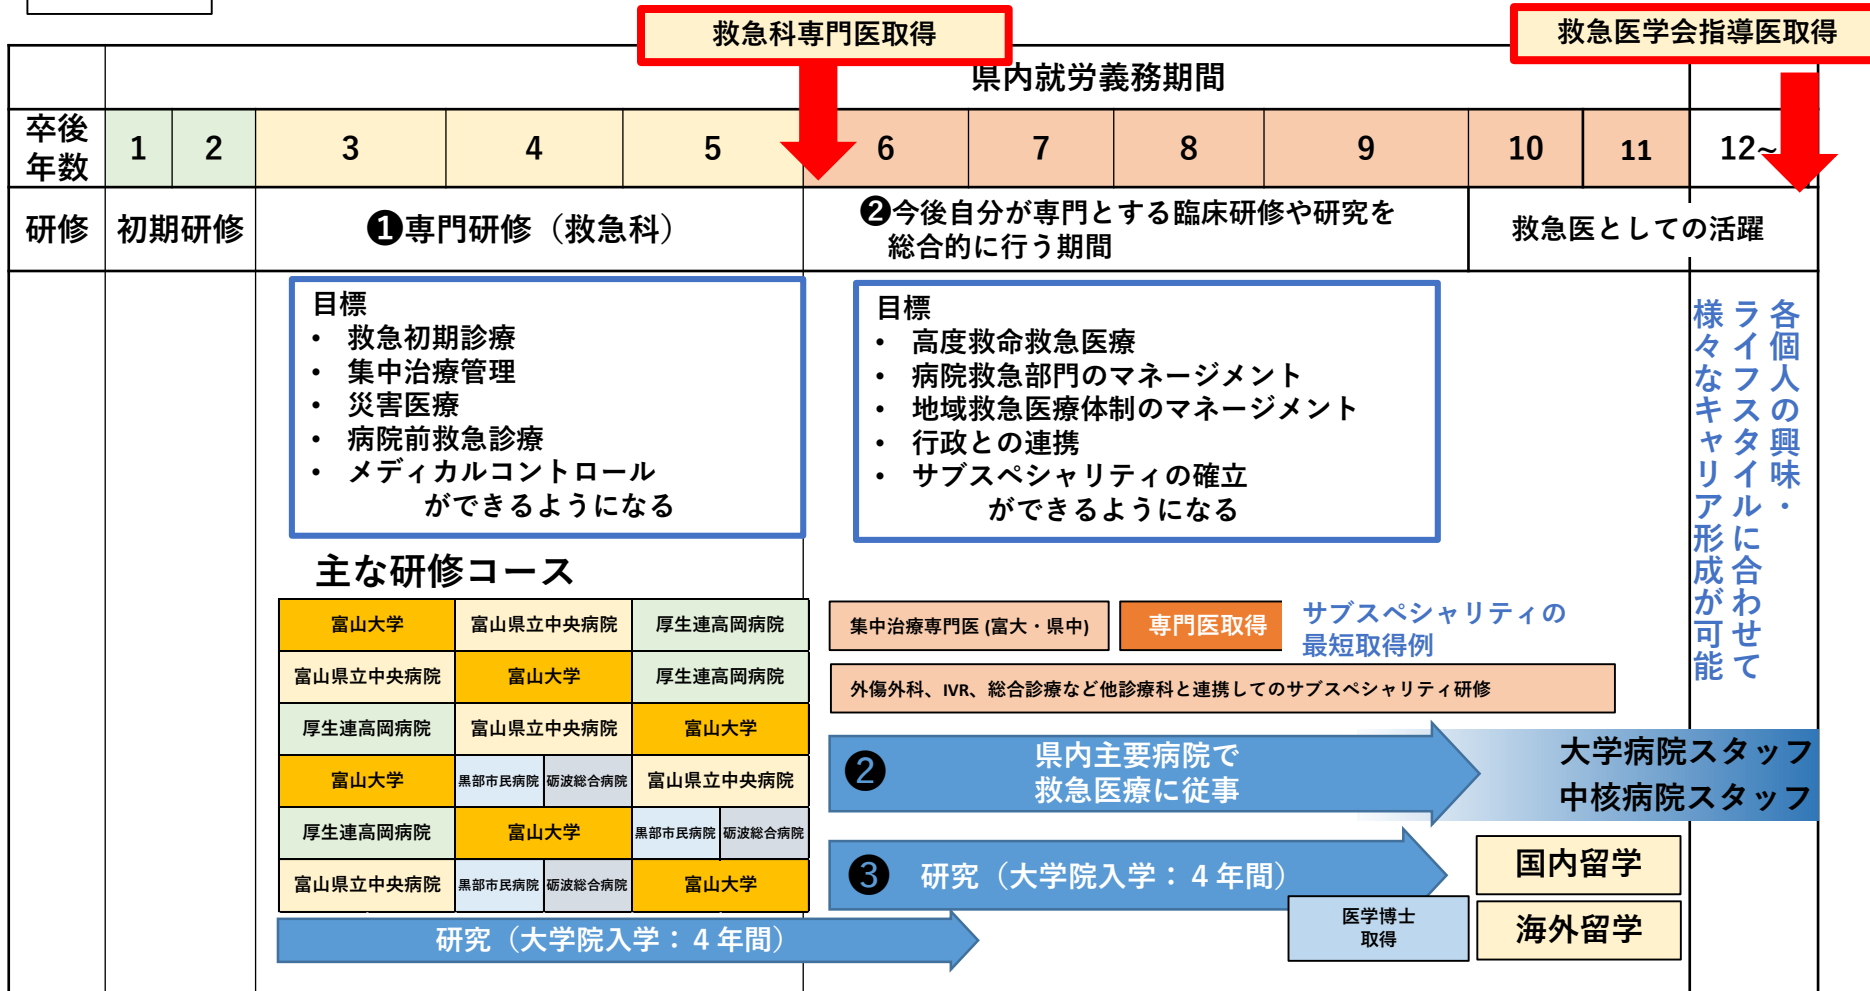 救急科専門医取得
救急医学会指導医取得
県内就労義務期間
卒後
年数
1
2
3
4
5
6
7
8
9
10
11
12~
研修
初期研修
❶専門研修（救急科）
❷今後自分が専門とする臨床研修や研究を
総合的に行う期間
救急医としての活躍
目標
・ 救急初期診療
・ 集中治療管理
・ 災害医療
・ 病院前救急診療
・ メディカルコントロール
ができるようになる
目標
・ 高度救命救急医療
・ 病院救急部門のマネージメント
・ 地域救急医療体制のマネージメント
・ 行政との連携
・ サブスペシャリティの確立
ができるようになる
各個人の興味・
ライフスタイルに合わせて
様々なキャリア形成が可能
主な研修コース
富山大学 富山県立中央病院 厚生連高岡病院
富山県立中央病院 富山大学 厚生連高岡病院
厚生連高岡病院 富山県立中央病院 富山大学
富山大学 黒部市民病院 砺波総合病院 富山県立中央病院
厚生連高岡病院 富山大学 黒部市民病院 砺波総合病院
富山県立中央病院 黒部市民病院 砺波総合病院 富山大学
研究（大学院入学：４年間）
集中治療専門医 (富大・県中)
専門医取得
サブスペシャリティの
最短取得例
外傷外科、IVR、総合診療など他診療科と連携してのサブスペシャリティ研修
❷
県内主要病院で
救急医療に従事
大学病院スタッフ
中核病院スタッフ
❸ 研究（大学院入学：４年間）
医学博士
取得
国内留学
海外留学